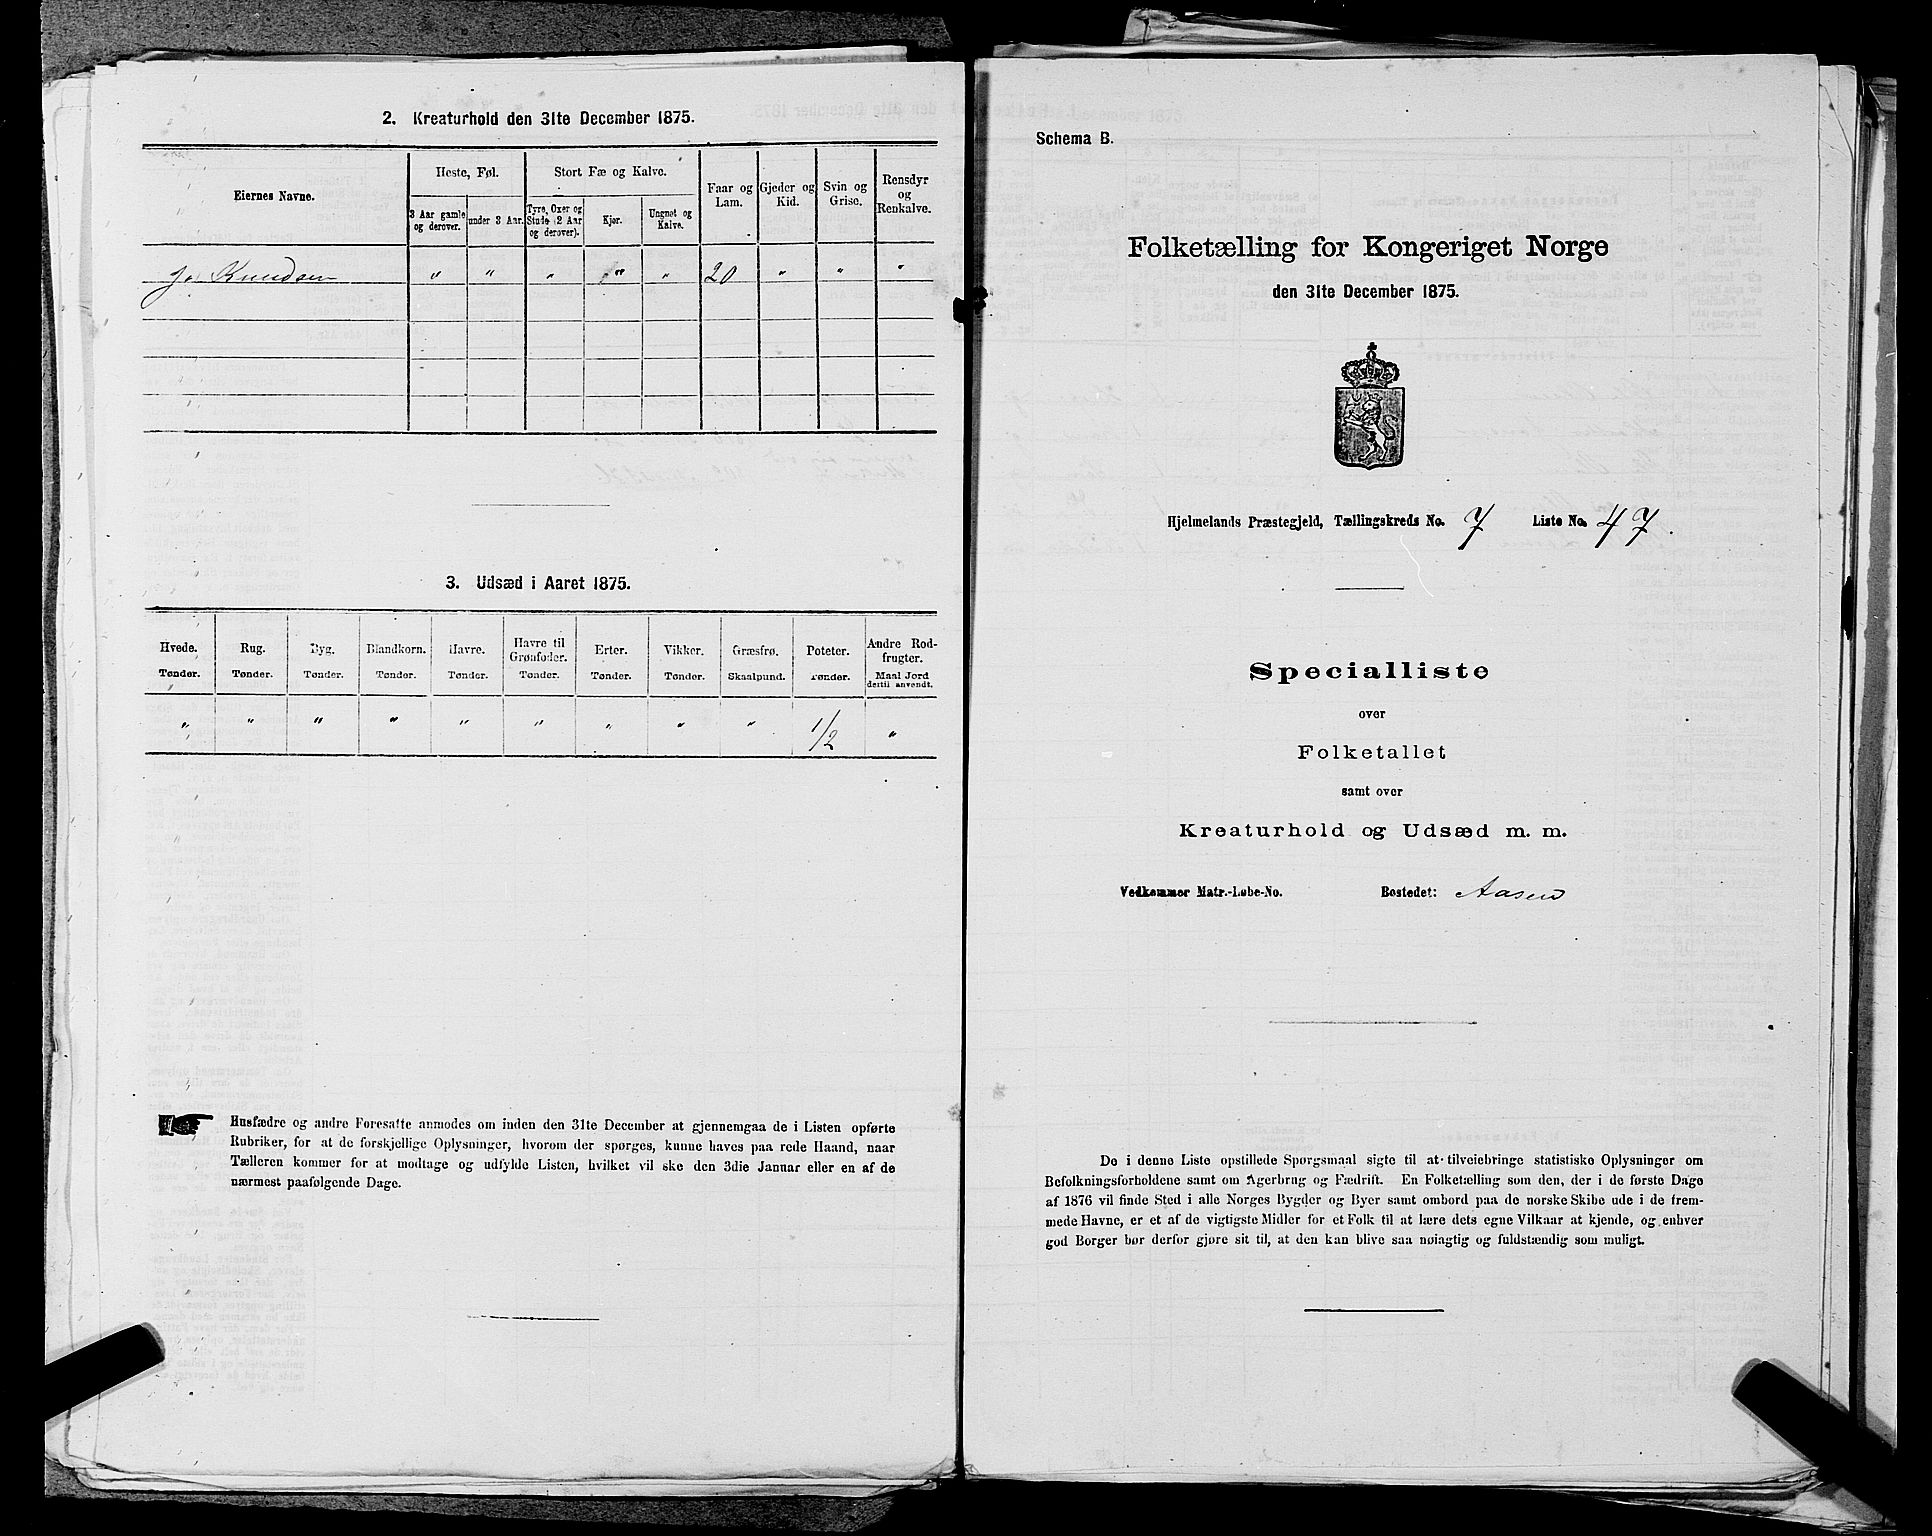 2. Kreaturhold den 31te December 1875.
Eiernes Navne.
Heste, Føl.
Stort Fæ og Kalve.
Faar og Lam.
Gjeder og Kid.
Svin og Grise.
Rensdyr og Renkalve.
3 Aar gamle og derover.
under 3 Aar.
Tyre, Oxer og Stude (2 Aar og derover).
Kjør.
Ungnøt og Kalve.
Jo Knudsen " " " " " 20 " " "
3. Udsæd i Aaret 1875.
Hvede. Rug. Byg. Blandkorn. Havre. Havre til Grønfoder. Erter. Vikker. Græsfrø. Poteter. Andre Rodfrugter.
Tønder. Tønder. Tønder. Tønder. Tønder. Tønder. Tønder. Tønder. Skaalpund. Tønder. Maal Jord dertil anvendt.
" " " " " " " " " 1/2 "
Husfædre og andre Foresatte anmodes om inden den 31te December at gjennemgaa de i Listen opførte
Rubriker, for at de forskjellige Oplysninger, hvorom der spørges, kunne haves paa rede Haand, naar
Tælleren kommer for at modtage og udfylde Listen, hvilket vil ske den 3die Januar eller en af de
nærmest paafølgende Dage.
Schema B.
Folketælling for Kongeriget Norge
den 31te December 1875.
Hjelmelands Præstegjeld, Tællingskreds No. 7 Liste No. 47.
Specialliste
over
Folketallet
samt over
Kreaturhold og Udsæd m. m.
Vedkommer Matr.-Løbe-No. Bostedet: Aasen
De i denne Liste opstillede Spørgsmaal sigte til at tilveiebringe statistiske Oplysninger om
Befolkningsforholdene samt om Agerbrug og Fædrift. En Folketælling som den, der i de første Dage
af 1876 vil finde Sted i alle Norges Bygder og Byer samt ombord paa de norske Skibe ude i de frem-
mede Havne, er et af de vigtigste Midler for et Folk til at lære dets egne Vilkaar at kjende, og enhver
god Borger bør derfor gjøre sit til, at den kan blive saa nøiagtig og fuldstændig som muligt.